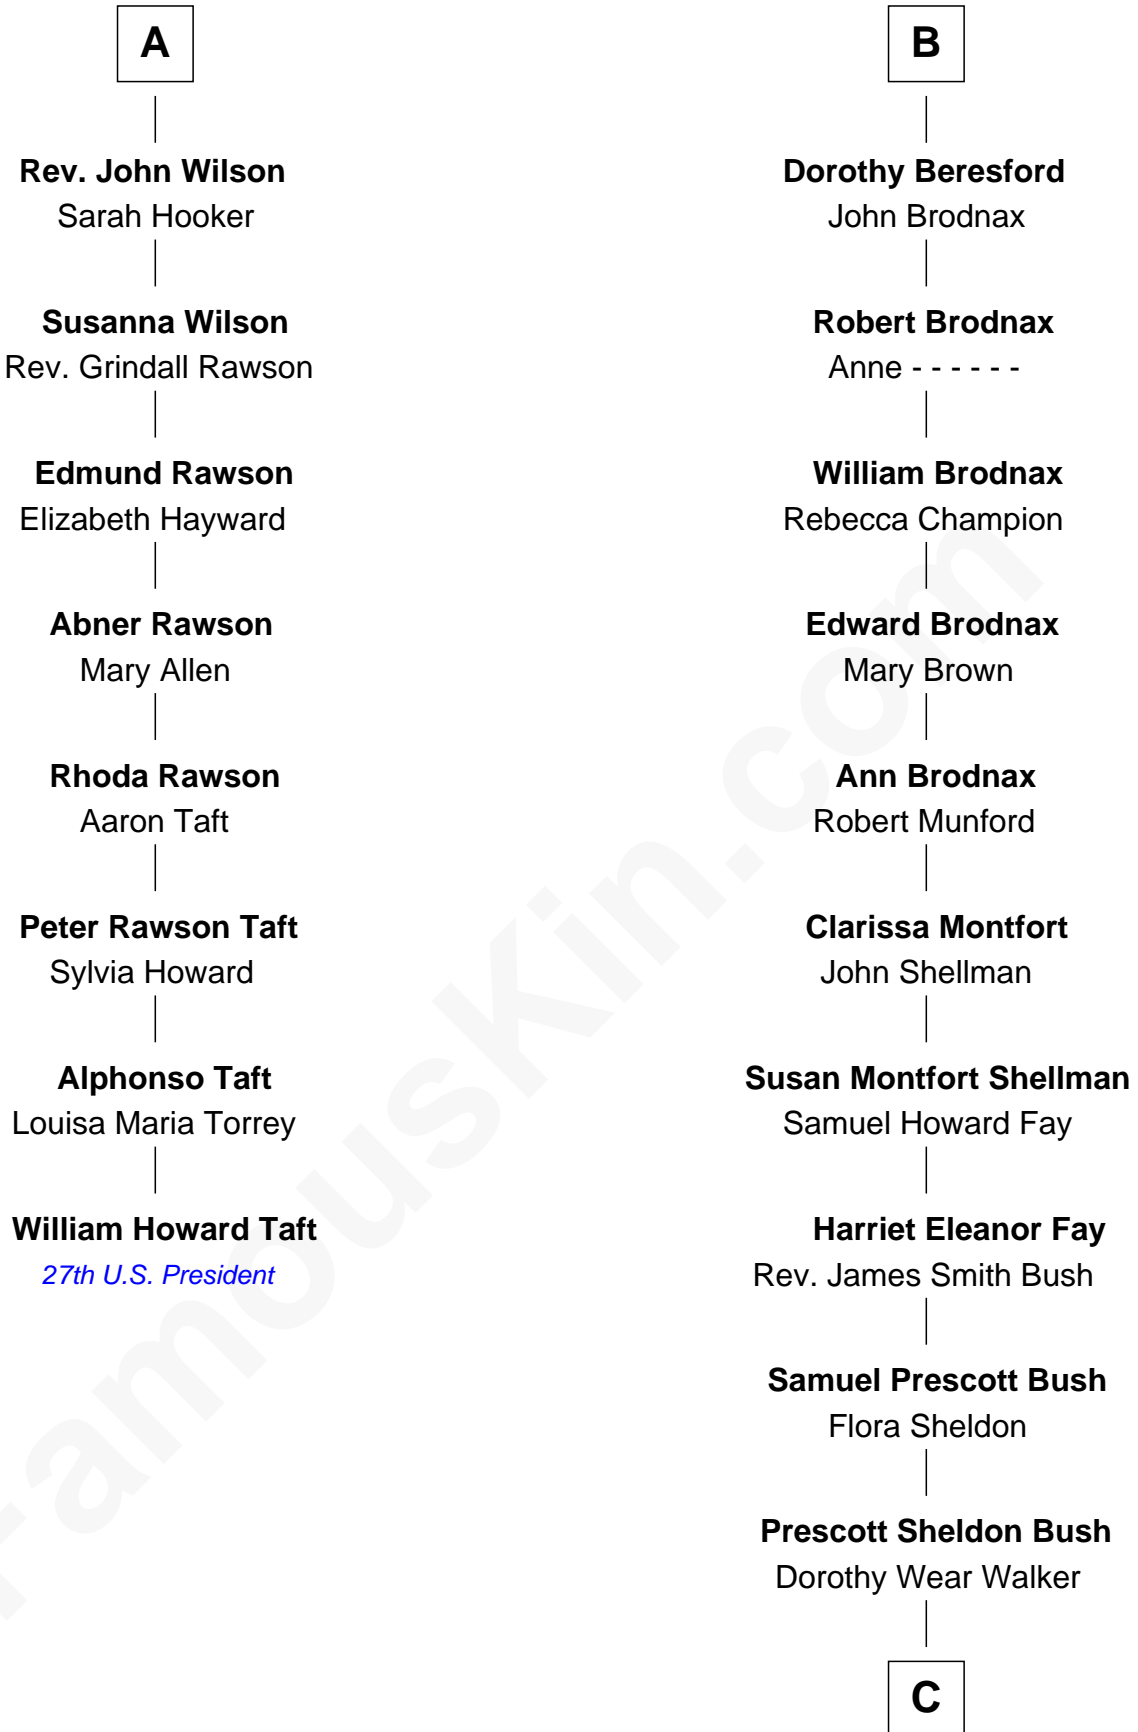 A
Rev. John Wilson
Sarah Hooker
Susanna Wilson
Rev. Grindall Rawson
Edmund Rawson
Elizabeth Hayward
Abner Rawson
Mary Allen
Rhoda Rawson
Aaron Taft
Peter Rawson Taft
Sylvia Howard
Alphonso Taft
Louisa Maria Torrey
William Howard Taft
27th U.S. President
B
Dorothy Beresford
John Brodnax
Robert Brodnax
Anne - - - - - -
William Brodnax
Rebecca Champion
Edward Brodnax
Mary Brown
Ann Brodnax
Robert Munford
Clarissa Montfort
John Shellman
Susan Montfort Shellman
Samuel Howard Fay
Harriet Eleanor Fay
Rev. James Smith Bush
Samuel Prescott Bush
Flora Sheldon
Prescott Sheldon Bush
Dorothy Wear Walker
C
FamousKin.com